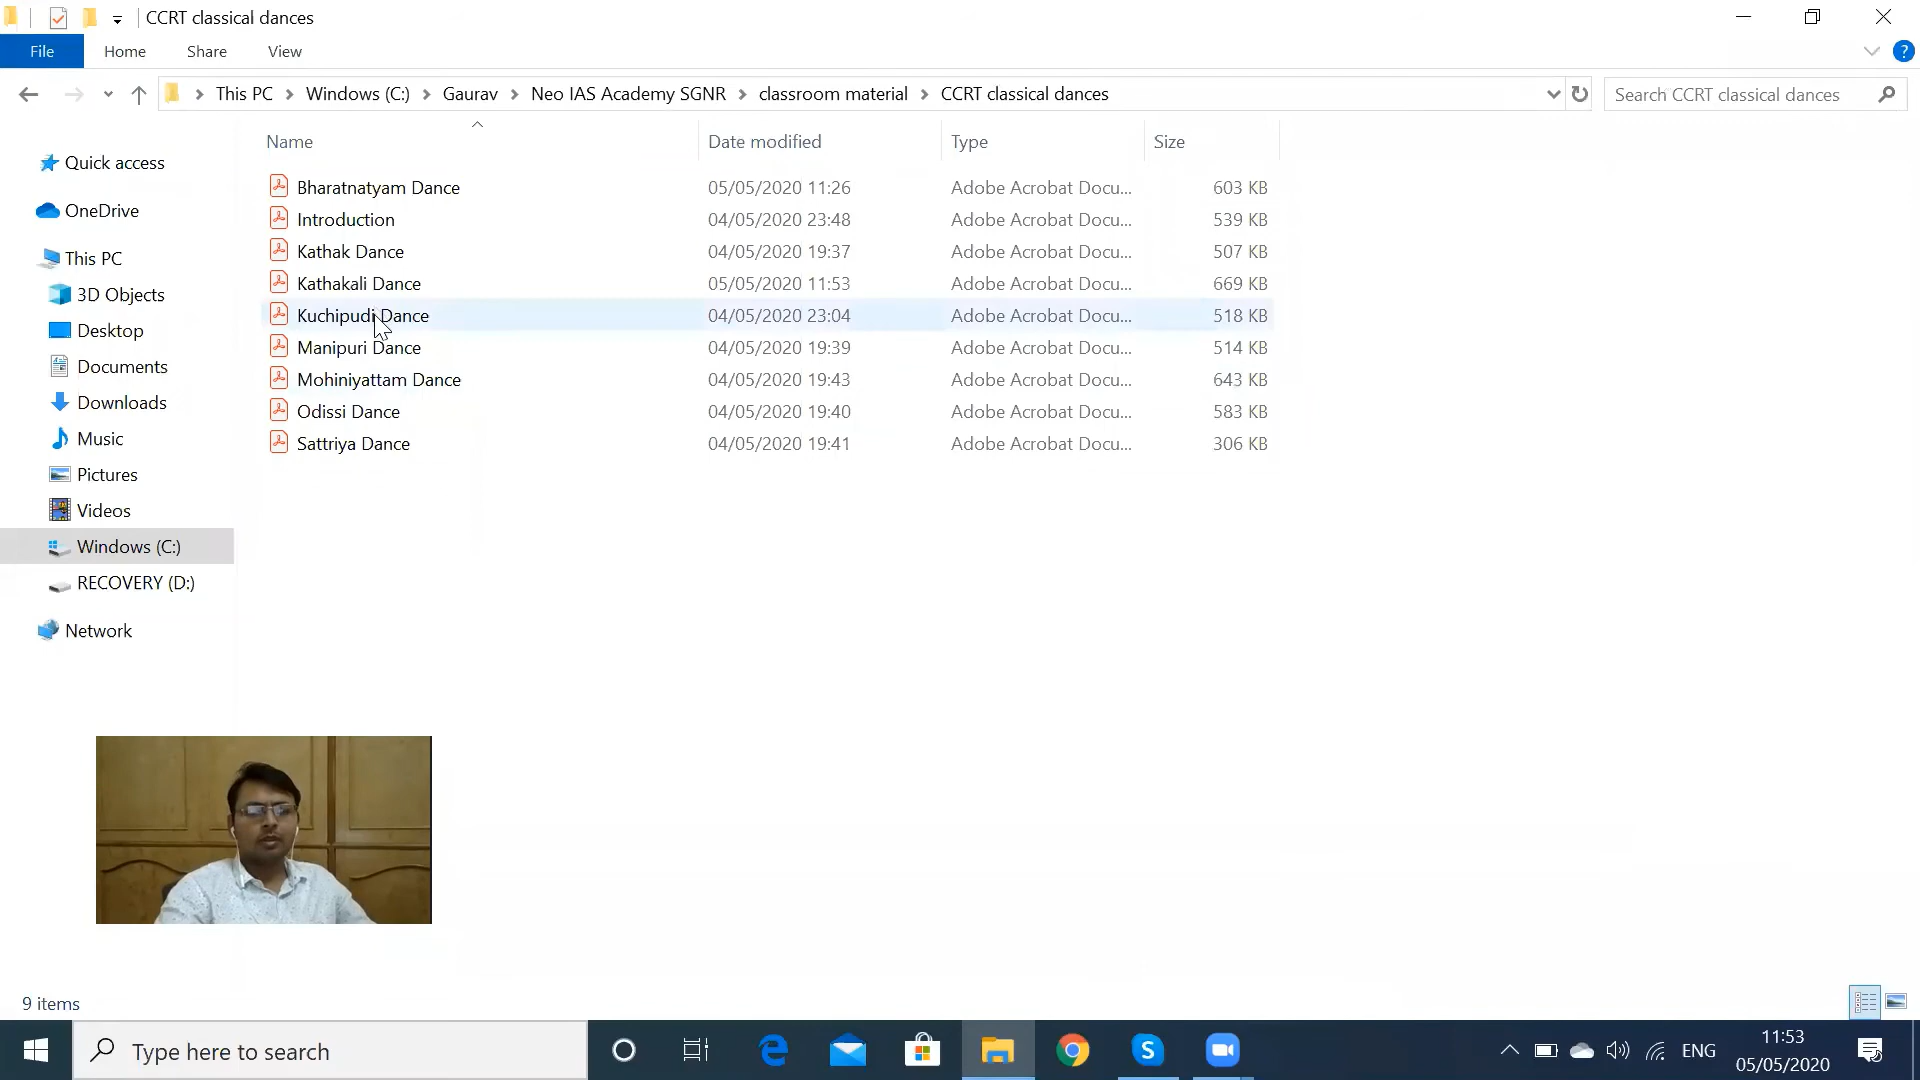 CCRT classical dances
File Home Share View
This PC Windows (C:) Gaurav Neo IAS Academy SGNR classroom material CCRT classical dances
Search CCRT classical dances
Name Date modified Type Size
Quick access
OneDrive
This PC
3D Objects
Desktop
Documents
Downloads
Music
Pictures
Videos
Windows (C:)
RECOVERY (D:)
Network
Bharatnatyam Dance 05/05/2020 11:26 Adobe Acrobat Docu... 603 KB
Introduction 04/05/2020 23:48 Adobe Acrobat Docu... 539 KB
Kathak Dance 04/05/2020 19:37 Adobe Acrobat Docu... 507 KB
Kathakali Dance 05/05/2020 11:53 Adobe Acrobat Docu... 669 KB
Kuchipudi Dance 04/05/2020 23:04 Adobe Acrobat Docu... 518 KB
Manipuri Dance 04/05/2020 19:39 Adobe Acrobat Docu... 514 KB
Mohiniyattam Dance 04/05/2020 19:43 Adobe Acrobat Docu... 643 KB
Odissi Dance 04/05/2020 19:40 Adobe Acrobat Docu... 583 KB
Sattriya Dance 04/05/2020 19:41 Adobe Acrobat Docu... 306 KB
9 items
Type here to search
ENG
11:53
05/05/2020